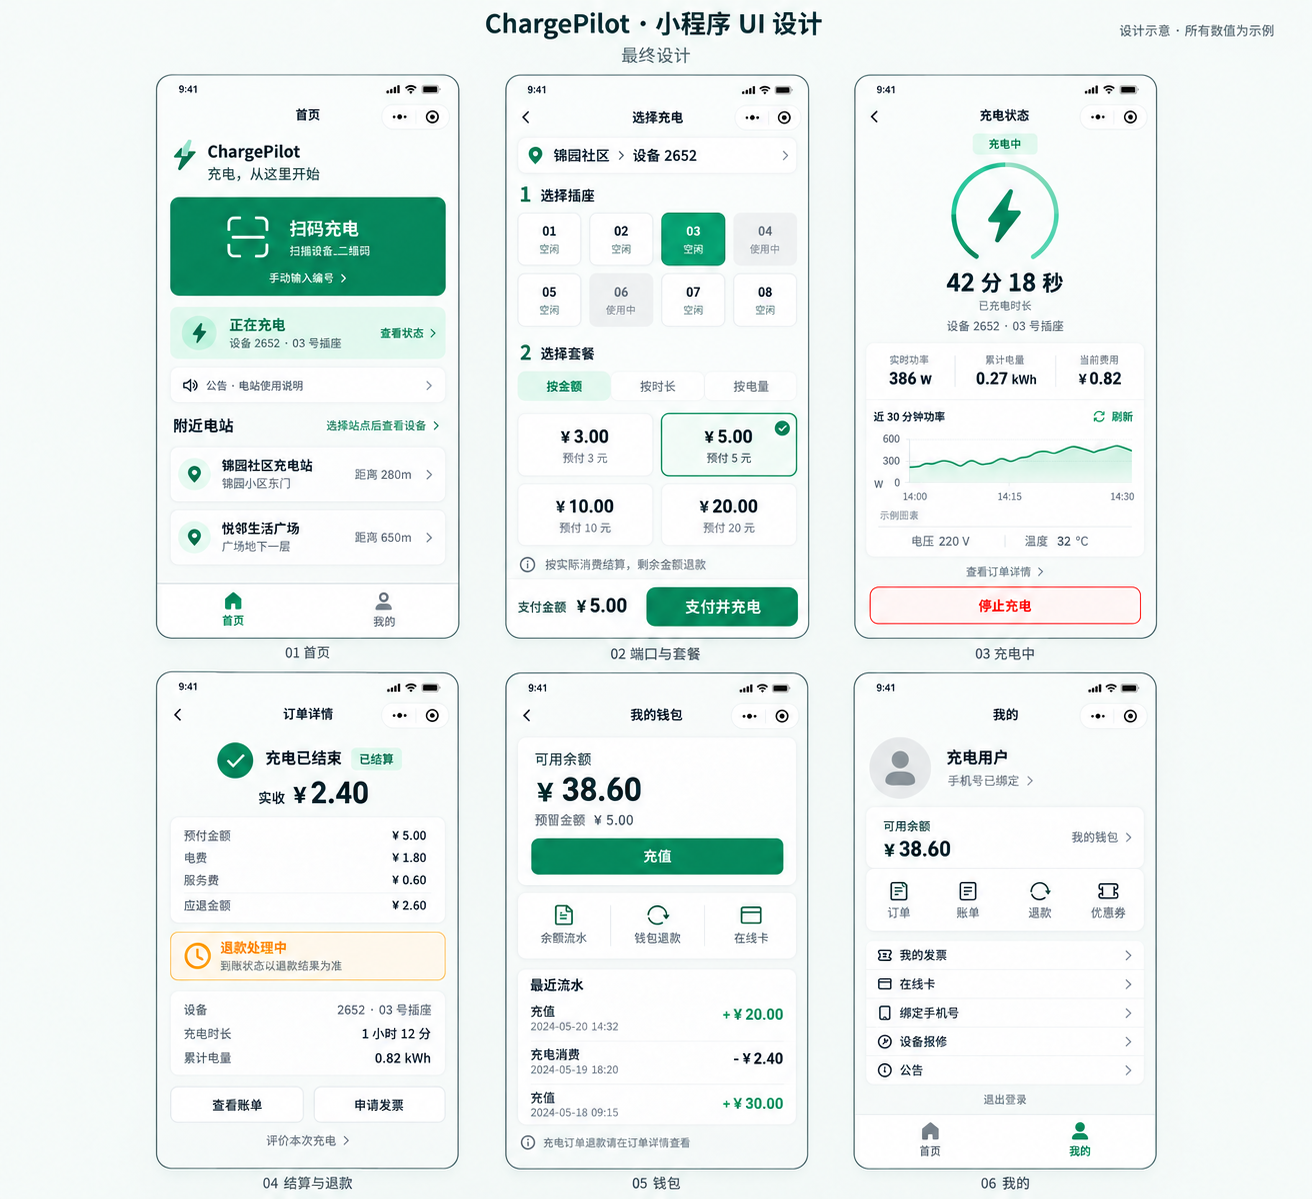 ChargePilot · 小程序 UI 设计
最终设计
设计示意 · 所有数值为示例
9:41
首页
ChargePilot
充电，从这里开始
扫码充电
扫描设备 二维码
手动输入编号 >
正在充电
设备 2652 · 03 号插座
查看状态 >
公告 · 电站使用说明
附近电站
选择站点后查看设备 >
锦园社区充电站
锦园小区东门
距离 280m
悦邻生活广场
广场地下一层
距离 650m
首页
我的
01 首页
9:41
选择充电
锦园社区 > 设备 2652
1 选择插座
01
空闲
02
空闲
03
空闲
04
使用中
05
空闲
06
使用中
07
空闲
08
空闲
2 选择套餐
按金额
按时长
按电量
¥ 3.00
预付 3 元
¥ 5.00
预付 5 元
¥ 10.00
预付 10 元
¥ 20.00
预付 20 元
按实际消费结算，剩余金额退款
支付金额 ¥ 5.00
支付并充电
02 端口与套餐
9:41
充电状态
充电中
42 分 18 秒
已充电时长
设备 2652 · 03 号插座
实时功率
386 W
累计电量
0.27 kWh
当前费用
¥ 0.82
近 30 分钟功率
刷新
600
300
W 0
14:00
14:15
14:30
示例图素
电压 220 V
温度 32 °C
查看订单详情 >
停止充电
03 充电中
9:41
订单详情
充电已结束
已结算
实收 ¥ 2.40
预付金额 ¥ 5.00
电费 ¥ 1.80
服务费 ¥ 0.60
应退金额 ¥ 2.60
退款处理中
到账状态以退款结果为准
设备 2652 · 03 号插座
充电时长 1 小时 12 分
累计电量 0.82 kWh
查看账单
申请发票
评价本次充电 >
04 结算与退款
9:41
我的钱包
可用余额
¥ 38.60
预留金额 ¥ 5.00
充值
余额流水
钱包退款
在线卡
最近流水
充值
2024-05-20 14:32
+ ¥ 20.00
充电消费
2024-05-19 18:20
- ¥ 2.40
充值
2024-05-18 09:15
+ ¥ 30.00
充电订单退款请在订单详情查看
05 钱包
9:41
我的
充电用户
手机号已绑定 >
可用余额
¥ 38.60
我的钱包 >
订单
账单
退款
优惠券
我的发票
在线卡
绑定手机号
设备报修
公告
退出登录
首页
我的
06 我的